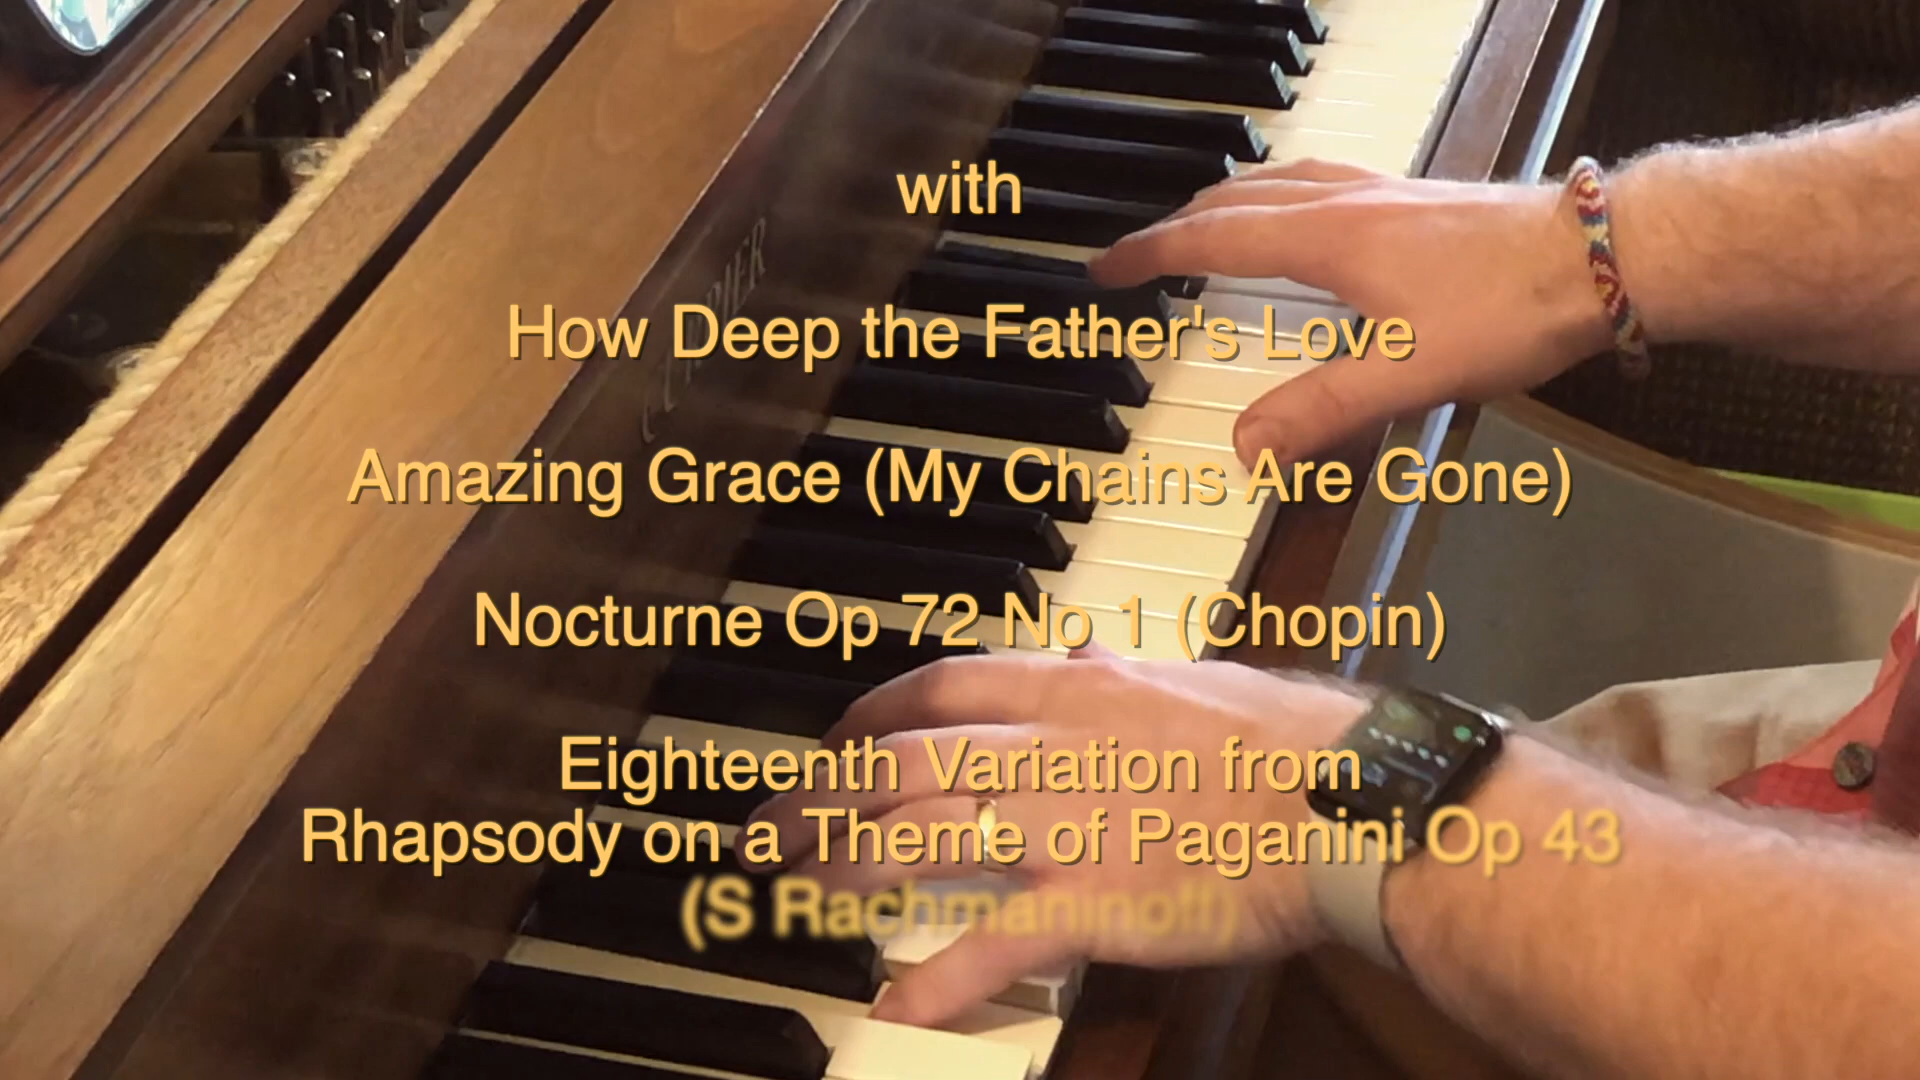 with
How Deep the Father's Love
Amazing Grace (My Chains Are Gone)
Nocturne Op 72 No 1 (Chopin)
Eighteenth Variation from
Rhapsody on a Theme of Paganini Op 43
(S Rachmaninoff)